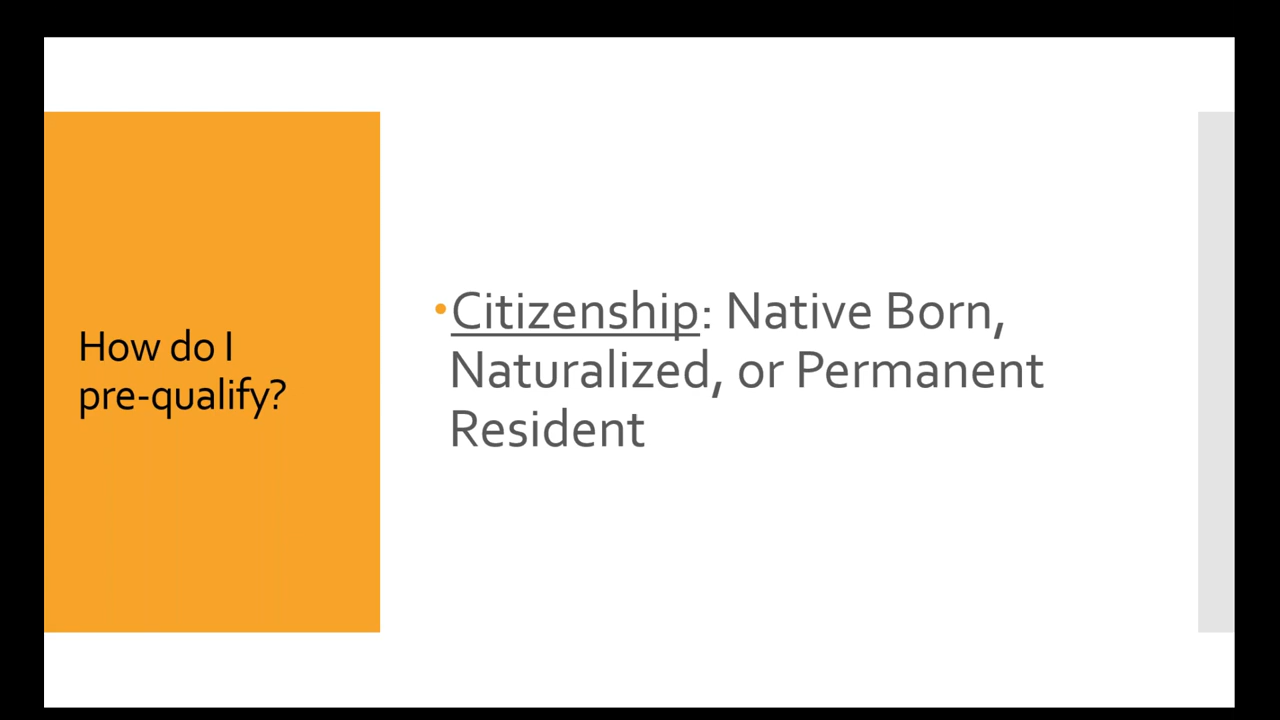 How do I
pre-qualify?
•Citizenship: Native Born,
Naturalized, or Permanent
Resident